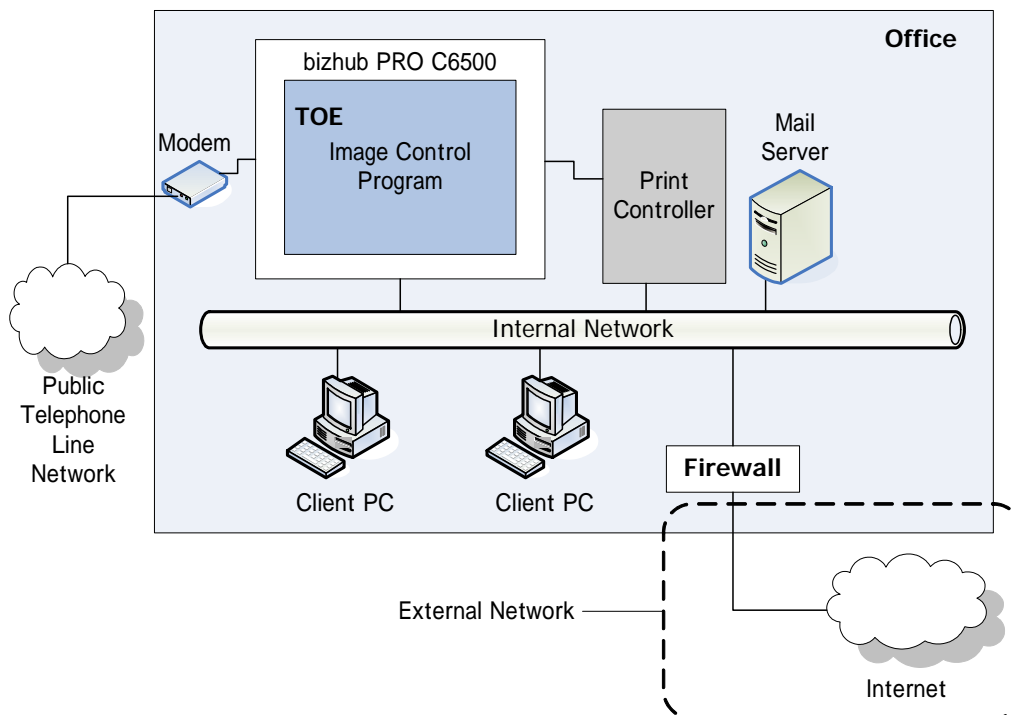 Office
bizhub PRO C6500
TOE
Image Control
Program
Modem
Print
Controller
Mail
Server
Internal Network
Public
Telephone
Line
Network
Client PC
Client PC
Firewall
External Network
Internet